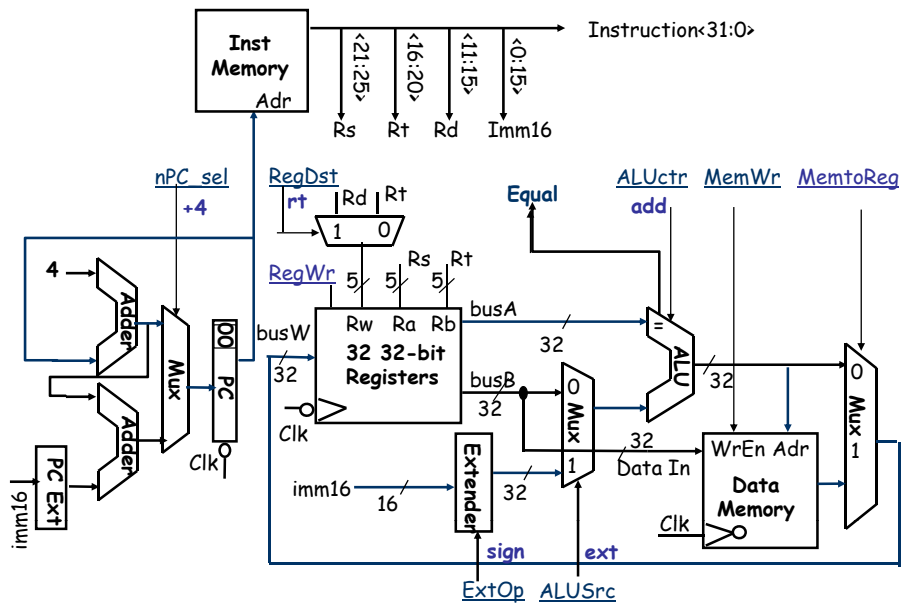 Inst
Memory
Adr
Instruction<31:0>
<21:25>
<16:20>
<11:15>
<0:15>
Rs
Rt
Rd
Imm16
nPC_sel
+4
RegDst
rt
Rd
Rt
1
0
Equal
ALUctr
add
MemWr
MemtoReg
4
Adder
Mux
00
PC
Clk
Adder
PC Ext
imm16
RegWr
5
5
Rs
5
Rt
busW
32
Rw
Ra
Rb
32 32-bit
Registers
Clk
busA
32
busB
32
0
Mux
1
=
ALU
32
imm16
16
Extender
32
32
Data In
WrEn Adr
Data
Memory
Clk
0
Mux
1
sign
ext
ExtOp
ALUSrc